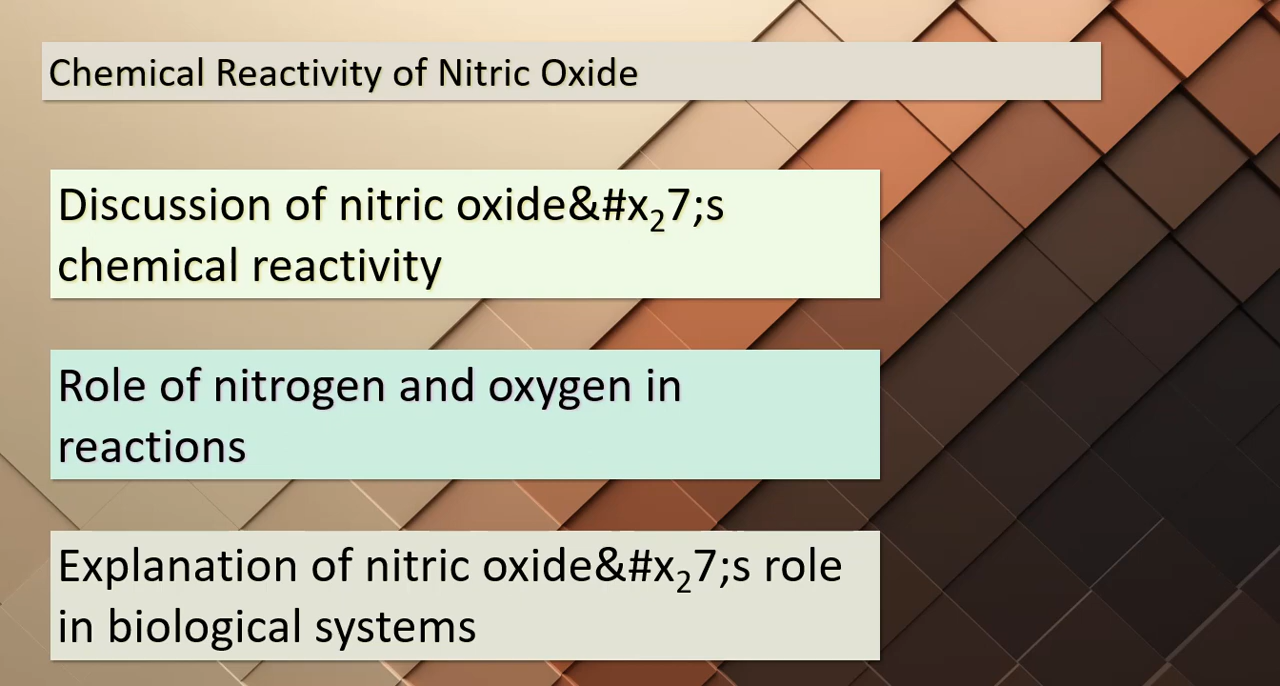 Chemical Reactivity of Nitric Oxide
Discussion of nitric oxide&#x₂7;s
chemical reactivity
Role of nitrogen and oxygen in
reactions
Explanation of nitric oxide&#x₂7;s role
in biological systems